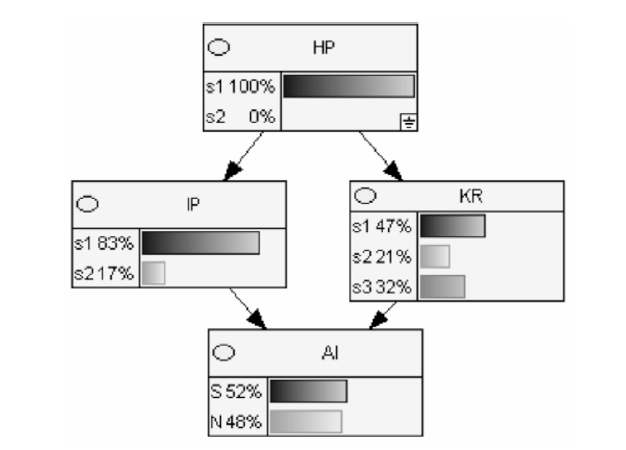 HP
s1 100%
s2 0%
IP
s1 83%
s2 17%
KR
s1 47%
s2 21%
s3 32%
AI
S 52%
N 48%